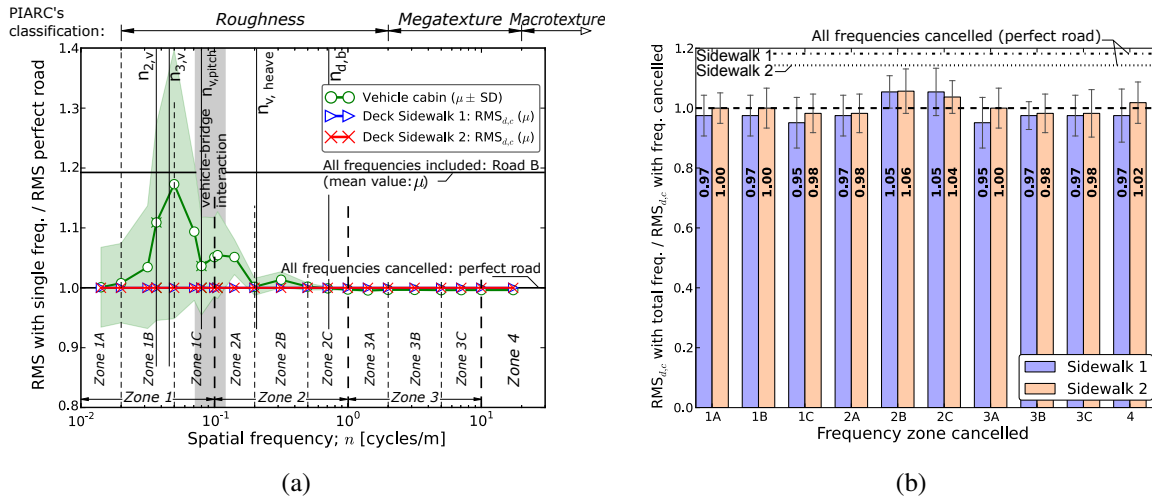 PIARC's classification:
Roughness
Megatexture
Macrotexture
1.4
1.3
1.2
1.1
1.0
0.9
0.8
RMS with single freq. / RMS perfect road
n2,v
n3,v
nv,pitch
nv, heave
nd,b
Vehicle cabin (μ± SD)
Deck Sidewalk 1: RMSd,c (μ)
Deck Sidewalk 2: RMSd,c (μ)
vehicle-bridge
interaction
All frequencies included: Road B
(mean value: μ)
All frequencies cancelled: perfect road
Zone 1A
Zone 1B
Zone 1C
Zone 2A
Zone 2B
Zone 2C
Zone 3A
Zone 3B
Zone 3C
Zone 4
Zone 1
Zone 2
Zone 3
10-2
10-1
100
101
Spatial frequency; n [cycles/m]
(a)
All frequencies cancelled (perfect road)
Sidewalk 1
Sidewalk 2
1.2
1.0
0.8
0.6
0.4
0.2
0.0
RMSd,c with total freq. / RMSd,c with freq. cancelled
0.97
1.00
0.97
1.00
0.95
0.98
0.97
0.98
1.05
1.06
1.05
1.04
0.95
1.00
0.97
0.98
0.97
0.98
0.97
1.02
Sidewalk 1
Sidewalk 2
1A 1B 1C 2A 2B 2C 3A 3B 3C 4
Frequency zone cancelled
(b)